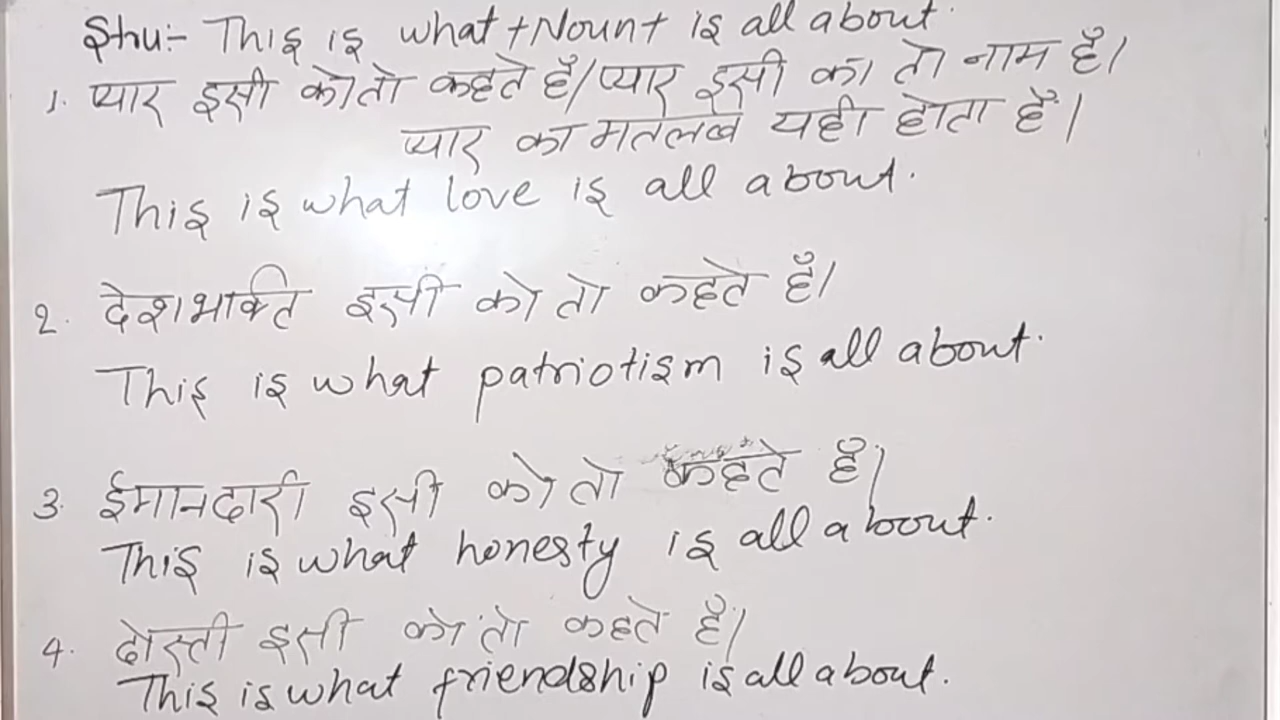 Stru:- This is what+Noun+ is all about.
1. प्यार इसी को तो कहते हैं/प्यार इसी का तो नाम है।
प्यार का मतलब यही होता है।
This is what love is all about.
2. देशभक्ति इसी को तो कहते हैं।
This is what patriotism is all about.
3. ईमानदारी इसी को तो कहते हैं।
This is what honesty is all about.
4. दोस्ती इसी को तो कहते हैं।
This is what friendship is all about.